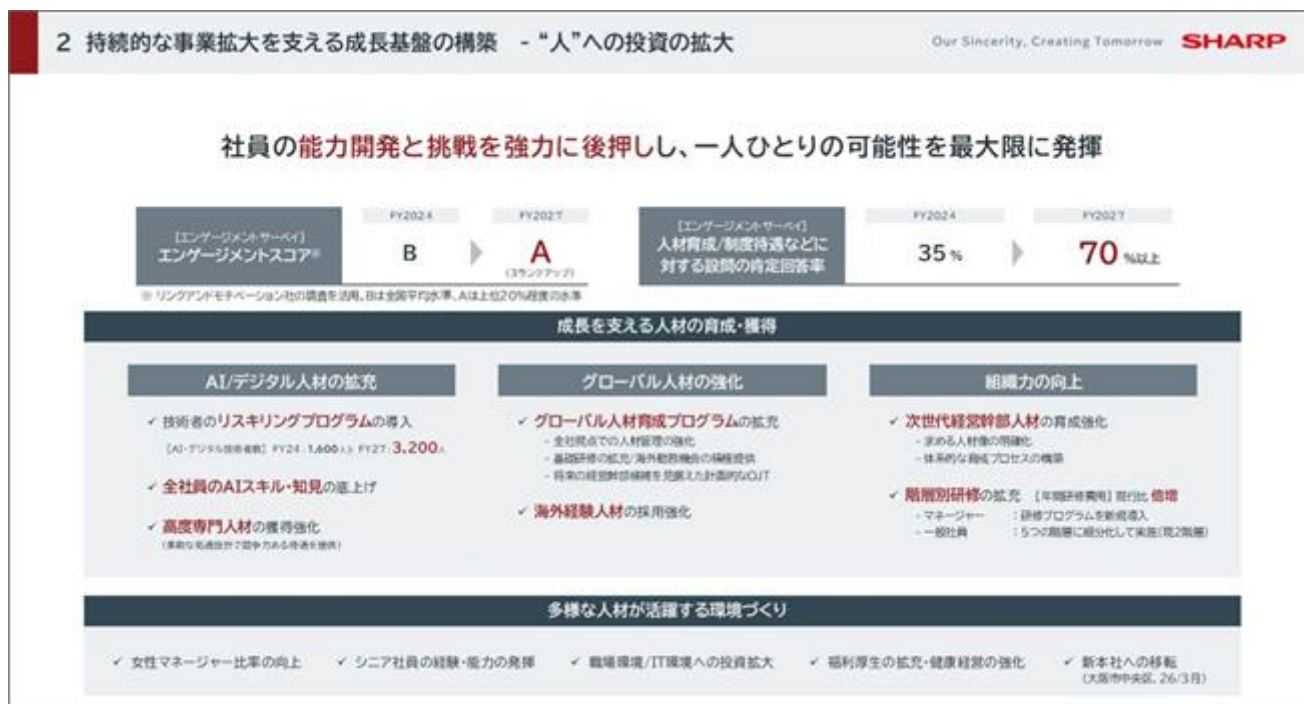 2 持続的な事業拡大を支える成長基盤の構築 - “人”への投資の拡大
Our Sincerity, Creating Tomorrow SHARP
社員の能力開発と挑戦を強力に後押しし、一人ひとりの可能性を最大限に発揮
[エンゲージメントサーベイ]
エンゲージメントスコア※
FY2024
B
FY2027
A
(3ランクアップ)
[エンゲージメントサーベイ]
人材育成/制度待遇などに
対する設問の肯定回答率
FY2024
35%
FY2027
70%以上
※ リンクアンドモチベーション社の調査を活用、Bは全国平均水準、Aは上位20%程度の水準
成長を支える人材の育成・獲得
AI/デジタル人材の拡充
✓ 技術者のリスキリングプログラムの導入
[AI・デジタル技術者数] FY24:1,600人 FY27:3,200人
✓ 全社員のAIスキル・知見の底上げ
✓ 高度専門人材の獲得強化
(柔軟な処遇設計で競争力ある待遇を提供)
グローバル人材の強化
✓ グローバル人材育成プログラムの拡充
- 全社視点での人材管理の強化
- 基礎研修の拡充/海外勤務機会の積極提供
- 将来の経営幹部候補を見据えた計画的なOJT
✓ 海外経験人材の採用強化
組織力の向上
✓ 次世代経営幹部人材の育成強化
- 求める人材像の明確化
- 体系的な育成プロセスの構築
✓ 階層別研修の拡充 [年間研修費用] 現行比 倍増
- マネージャー :研修プログラムを新規導入
- 一般社員 :5つの階層に細分化して実施(現2階層)
多様な人材が活躍する環境づくり
✓ 女性マネージャー比率の向上
✓ シニア社員の経験・能力の発揮
✓ 職場環境/IT環境への投資拡大
✓ 福利厚生の拡充・健康経営の強化
✓ 新本社への移転
(大阪市中央区、26/3月)